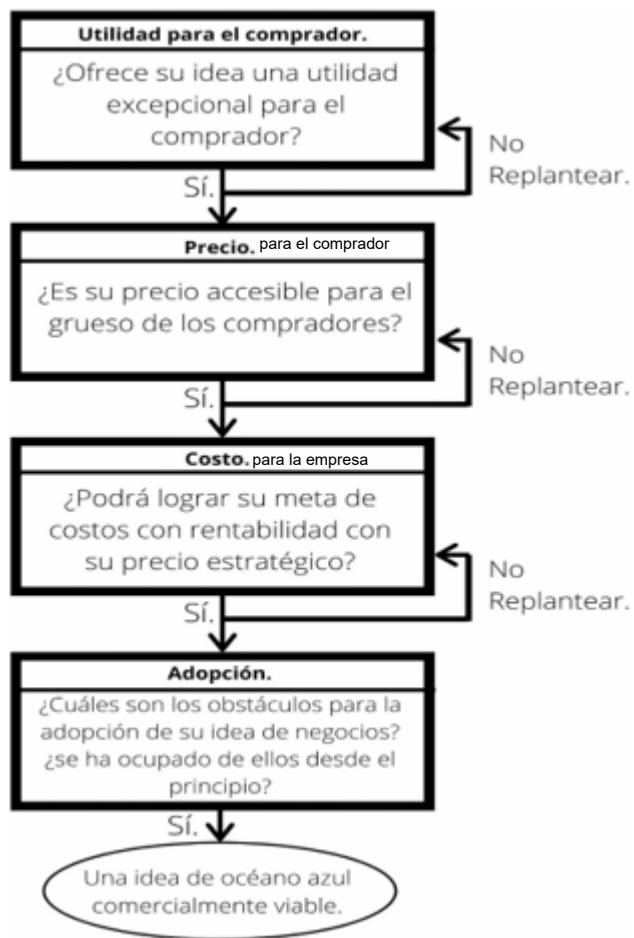 Utilidad para el comprador.
¿Ofrece su idea una utilidad
excepcional para el
comprador?
No
Replantear.
Sí.
Precio. para el comprador
¿Es su precio accesible para el
grueso de los compradores?
No
Replantear.
Sí.
Costo. para la empresa
¿Podrá lograr su meta de
costos con rentabilidad con
su precio estratégico?
No
Replantear.
Sí.
Adopción.
¿Cuáles son los obstáculos para la
adopción de su idea de negocios?
¿se ha ocupado de ellos desde el
principio?
Sí.
Una idea de océano azul
comercialmente viable.